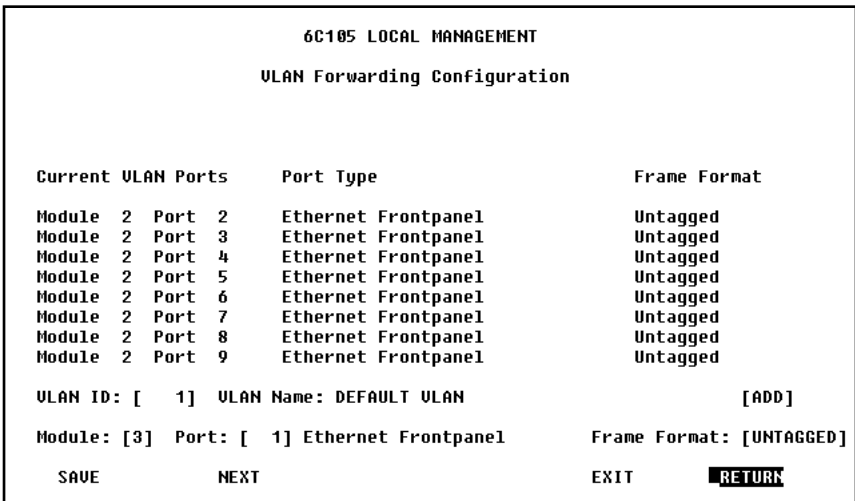 6C105 LOCAL MANAGEMENT
VLAN Forwarding Configuration
Current VLAN Ports Port Type Frame Format
Module 2 Port 2 Ethernet Frontpanel Untagged
Module 2 Port 3 Ethernet Frontpanel Untagged
Module 2 Port 4 Ethernet Frontpanel Untagged
Module 2 Port 5 Ethernet Frontpanel Untagged
Module 2 Port 6 Ethernet Frontpanel Untagged
Module 2 Port 7 Ethernet Frontpanel Untagged
Module 2 Port 8 Ethernet Frontpanel Untagged
Module 2 Port 9 Ethernet Frontpanel Untagged
VLAN ID: [ 1] VLAN Name: DEFAULT VLAN [ADD]
Module: [3] Port: [ 1] Ethernet Frontpanel Frame Format: [UNTAGGED]
SAVE NEXT EXIT RETURN